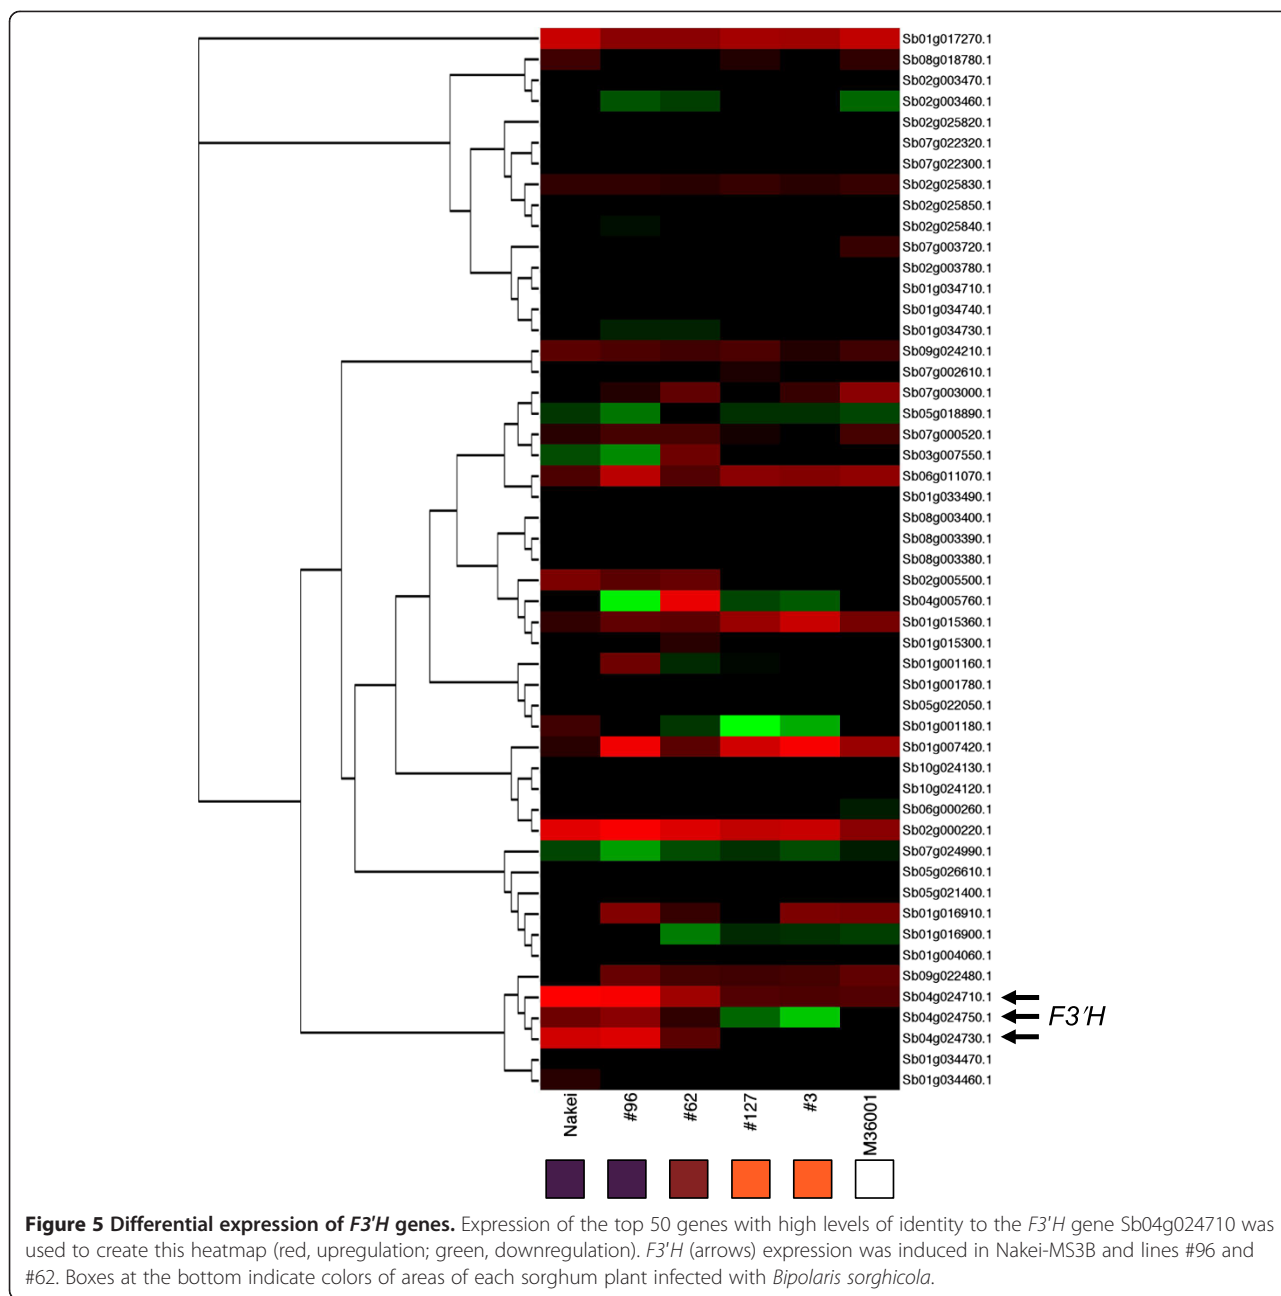 Sb01g017270.1
Sb08g018780.1
Sb02g003470.1
Sb02g003460.1
Sb02g025820.1
Sb07g022320.1
Sb07g022300.1
Sb02g025830.1
Sb02g025850.1
Sb02g025840.1
Sb07g003720.1
Sb02g003780.1
Sb01g034710.1
Sb01g034740.1
Sb01g034730.1
Sb09g024210.1
Sb07g002610.1
Sb07g003000.1
Sb05g018890.1
Sb07g000520.1
Sb03g007550.1
Sb06g011070.1
Sb01g033490.1
Sb08g003400.1
Sb08g003390.1
Sb08g003380.1
Sb02g005500.1
Sb04g005760.1
Sb01g015360.1
Sb01g015300.1
Sb01g001160.1
Sb01g001780.1
Sb05g022050.1
Sb01g001180.1
Sb01g007420.1
Sb10g024130.1
Sb10g024120.1
Sb06g000260.1
Sb02g000220.1
Sb07g024990.1
Sb05g026610.1
Sb05g021400.1
Sb01g016910.1
Sb01g016900.1
Sb01g004060.1
Sb09g022480.1
Sb04g024710.1
Sb04g024750.1
F3′H
Sb04g024730.1
Sb01g034470.1
Sb01g034460.1
Nakei
#96
#62
#127
#3
M36001
Figure 5 Differential expression of F3′H genes. Expression of the top 50 genes with high levels of identity to the F3′H gene Sb04g024710 was
used to create this heatmap (red, upregulation; green, downregulation). F3′H (arrows) expression was induced in Nakei-MS3B and lines #96 and
#62. Boxes at the bottom indicate colors of areas of each sorghum plant infected with Bipolaris sorghicola.